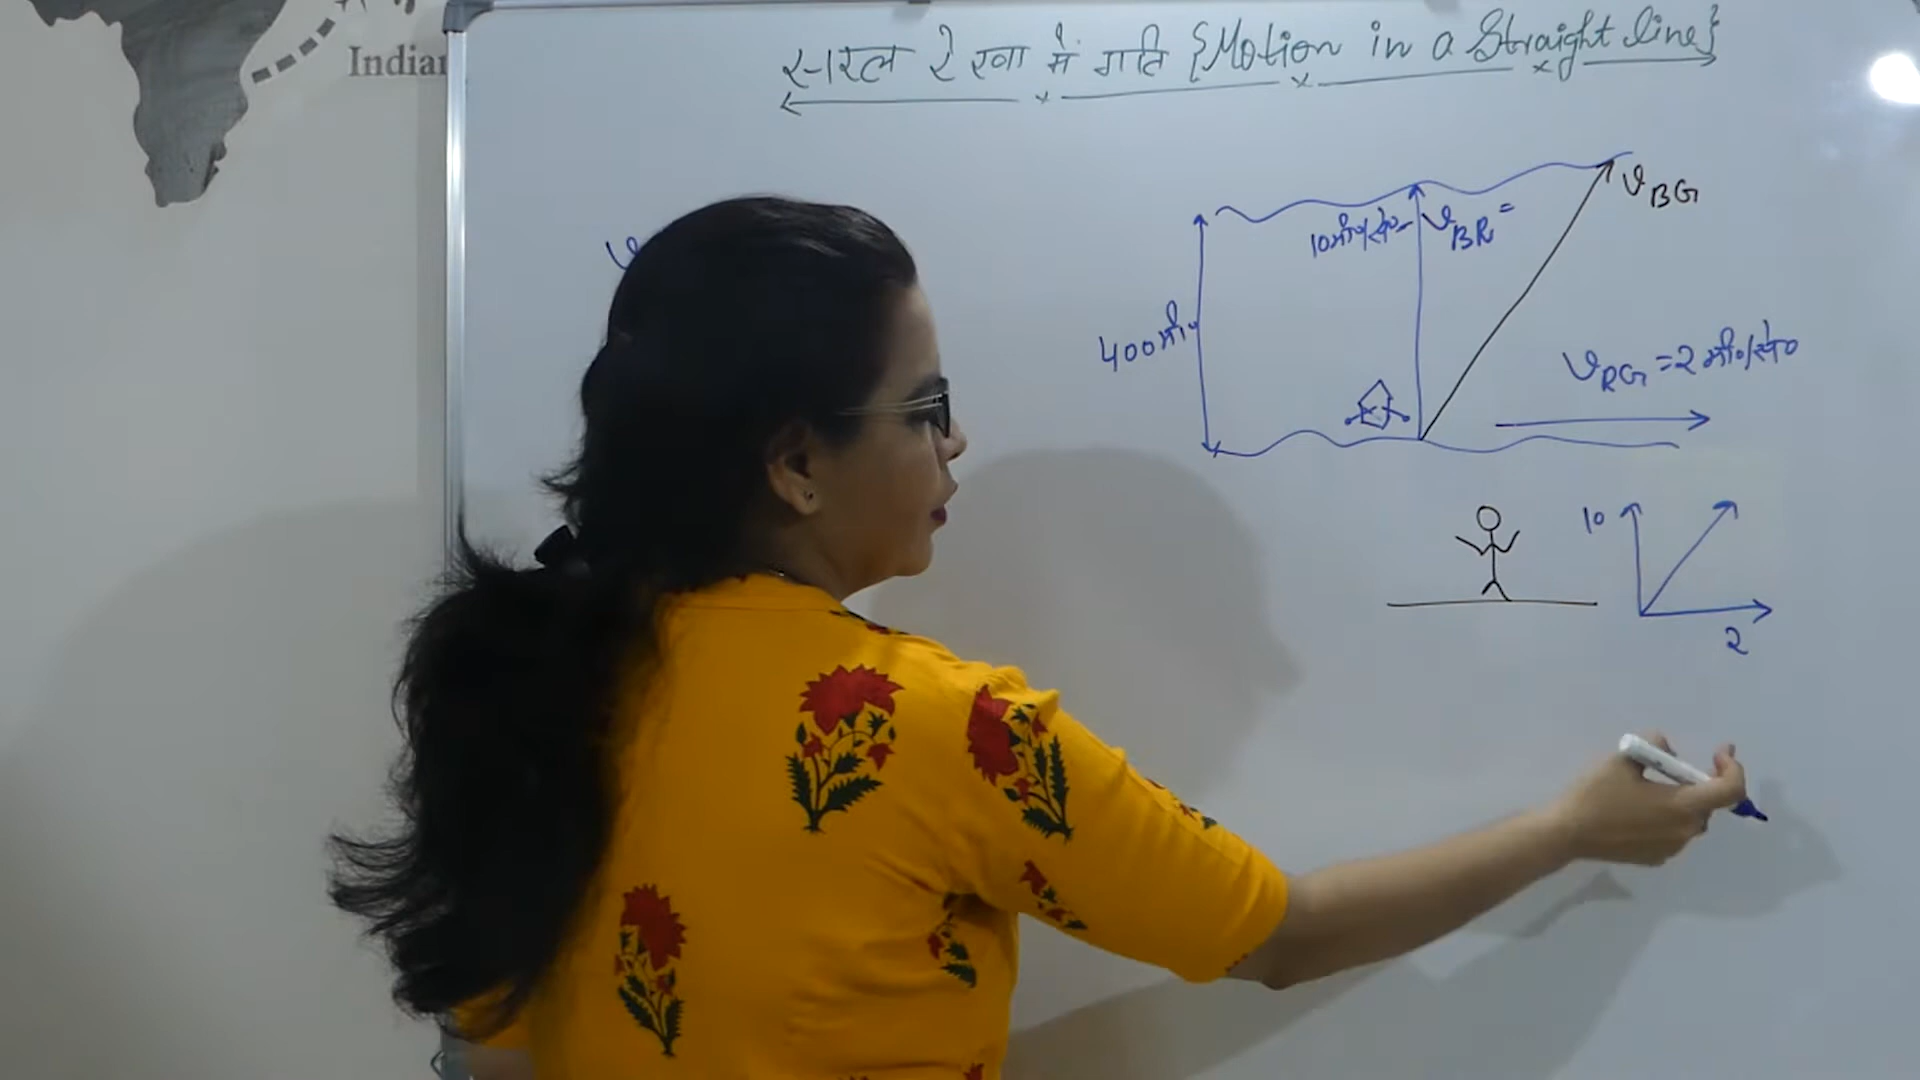 Indian
सरल रेखा में गति {Motion in a Straight line}
v
10मी०/से० v_BR =
v_BG
400मी०
v_RG = 2 मी०/से०
10
2